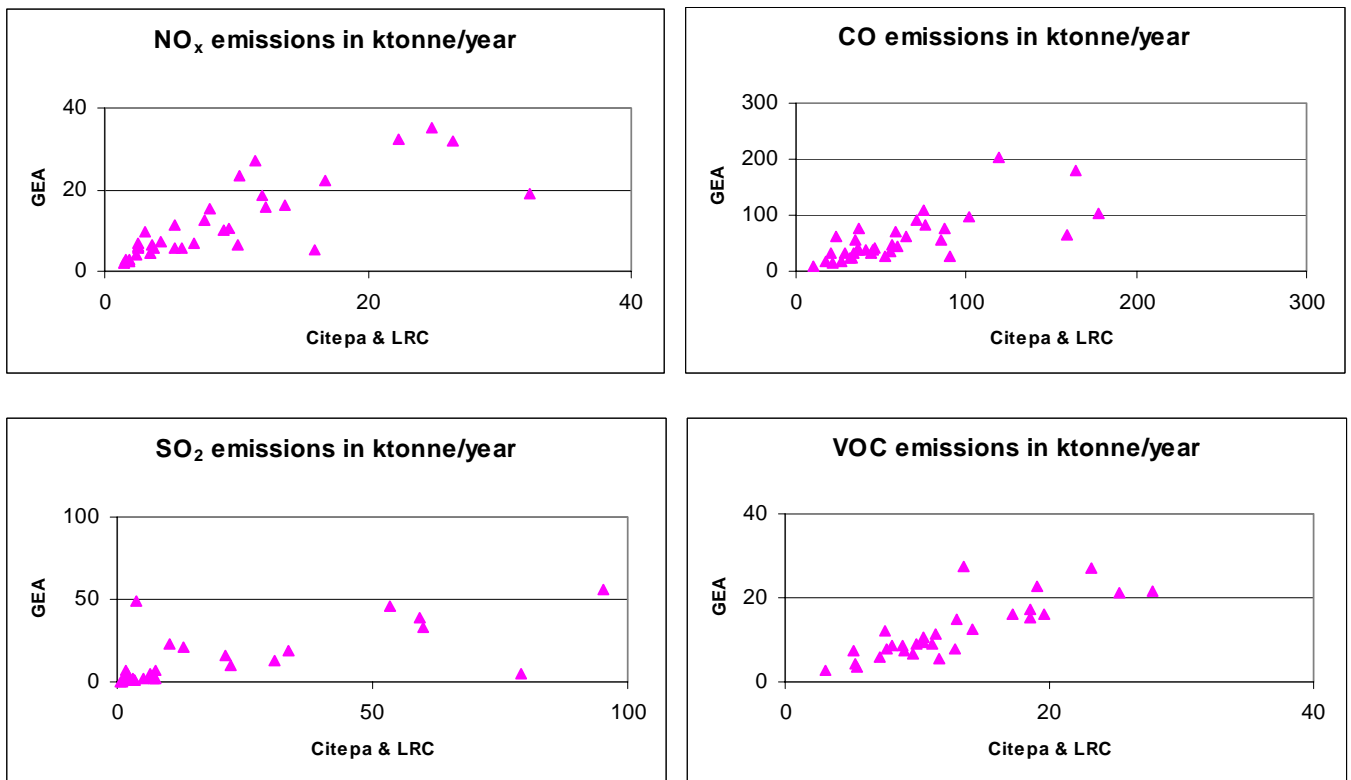 NOx emissions in ktonne/year
40
20
0
0 20 40
GEA
Citepa & LRC
CO emissions in ktonne/year
300
200
100
0
0 100 200 300
GEA
Citepa & LRC
SO2 emissions in ktonne/year
100
50
0
0 50 100
GEA
Citepa & LRC
VOC emissions in ktonne/year
40
20
0
0 20 40
GEA
Citepa & LRC